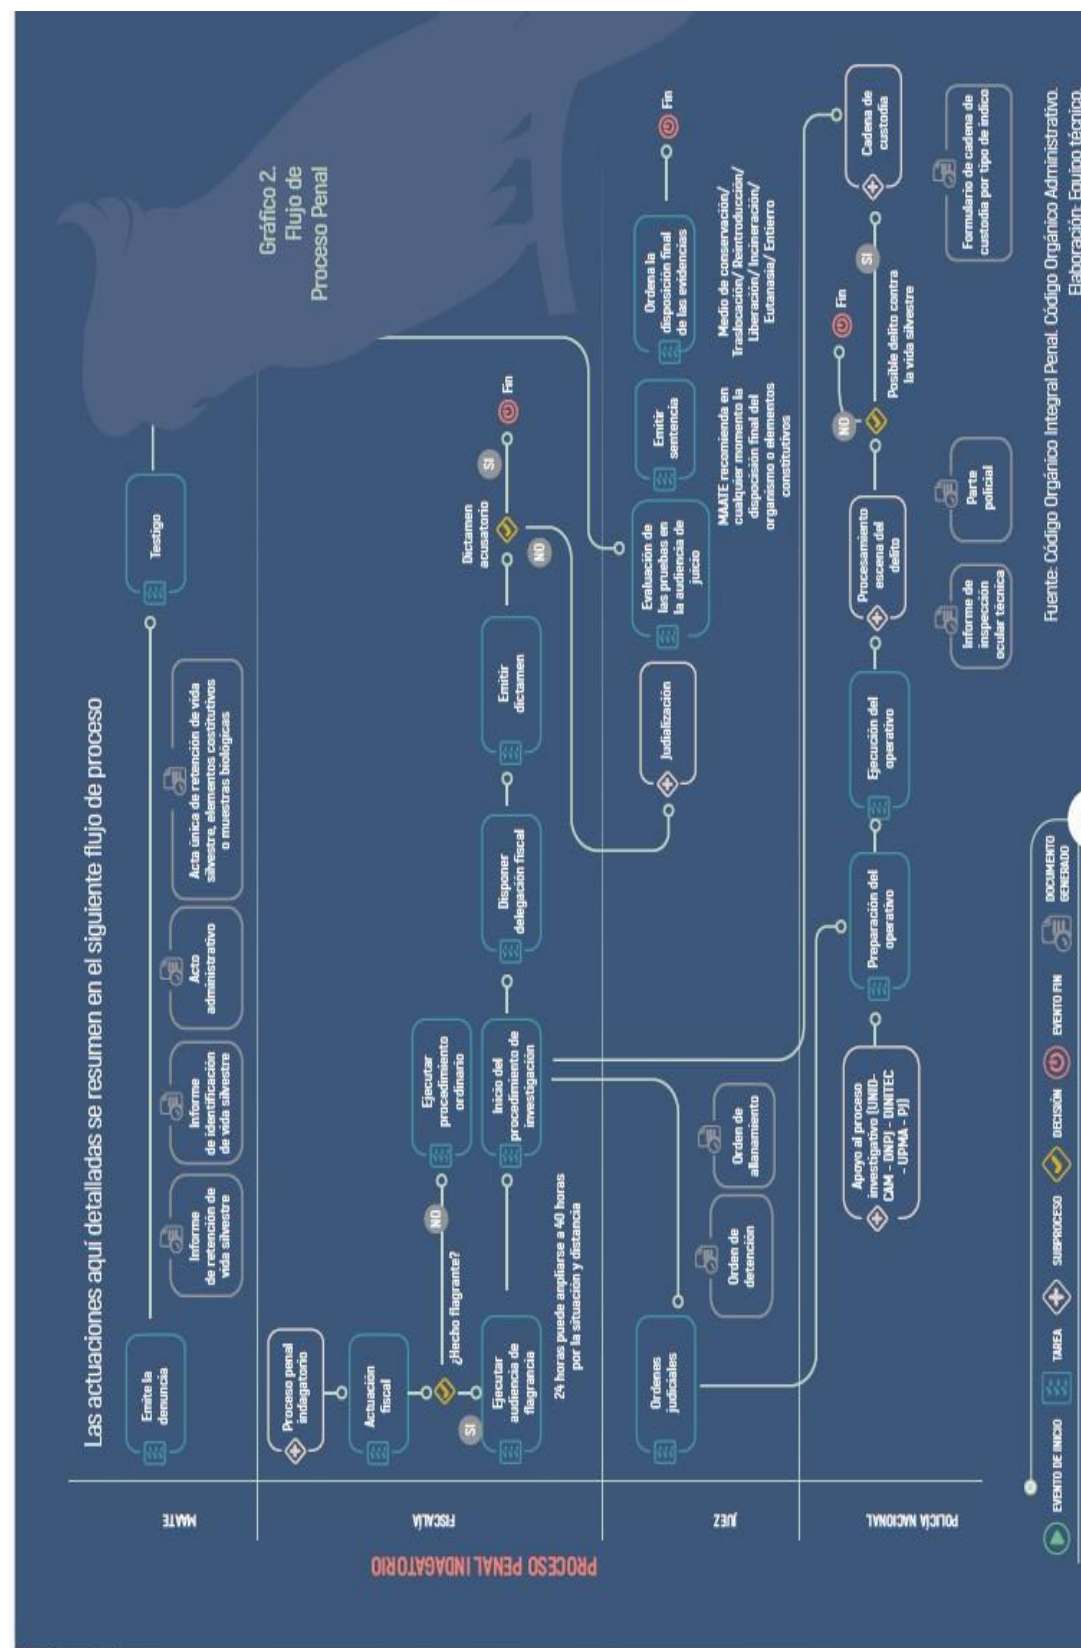 Las actuaciones aquí detalladas se resumen en el siguiente flujo de proceso
Gráfico 2.
Flujo de
Proceso Penal
PROCESO PENAL INDAGATORIO
MAATE
Emite la
denuncia
Informe
de retención de
vida silvestre
Informe
de identificación
de vida silvestre
Acto
administrativo
Acta única de retención de vida
silvestre, elementos costitutivos
o muestras biológicas
Testigo
FISCALÍA
Proceso penal
indagatorio
Actuación
fiscal
¿Hecho flagrante?
NO
SI
Ejecutar
procedimiento
ordinario
Ejecutar
audiencia de
flagrancia
24 horas puede ampliarse a 40 horas
por la situación y distancia
Inicio del
procedimiento de
investigación
Disponer
delegación fiscal
Emitir
dictamen
Dictamen
acusatorio
SI
NO
Fin
JUEZ
Ordenes
judiciales
Orden de
detención
Orden de
allanamiento
Judialización
Evaluación de
las pruebas en
la audiencia de
juicio
Emitir
sentencia
Ordena la
disposición final
de las evidencias
Fin
MAATE recomienda en
cualquier momento la
dispocisión final del
organismo o elementos
constitutivos
Medio de conservación/
Traslocación/ Reintroducción/
Liberación/ Incineración/
Eutanasia/ Entierro
POLICÍA NACIONAL
Apoyo al proceso
investigativo (UNID-
CAM - DNPJ - DINITEC
- UPMA - PJ)
Preparación del
operativo
Ejecución del
operativo
Procesamiento
escena del
delito
NO
Fin
Posible delito contra
la vida silvestre
SI
Cadena de
custodia
Informe de
inspección
ocular técnica
Parte
policial
Formulario de cadena de
custodia por tipo de indico
EVENTO DE INICIO
TAREA
SUBPROCESO
DECISIÓN
EVENTO FIN
DOCUMENTO
GENERADO
Fuente: Código Orgánico Integral Penal. Código Orgánico Administrativo.
Elaboración: Equipo técnico